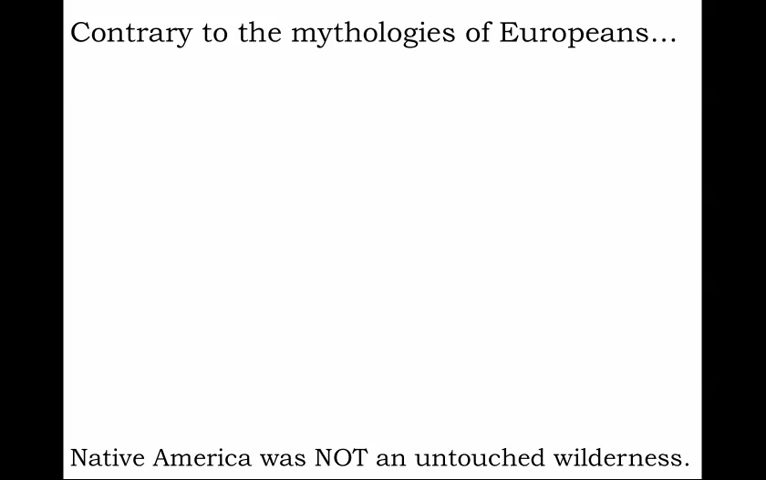 Contrary to the mythologies of Europeans…
Native America was NOT an untouched wilderness.